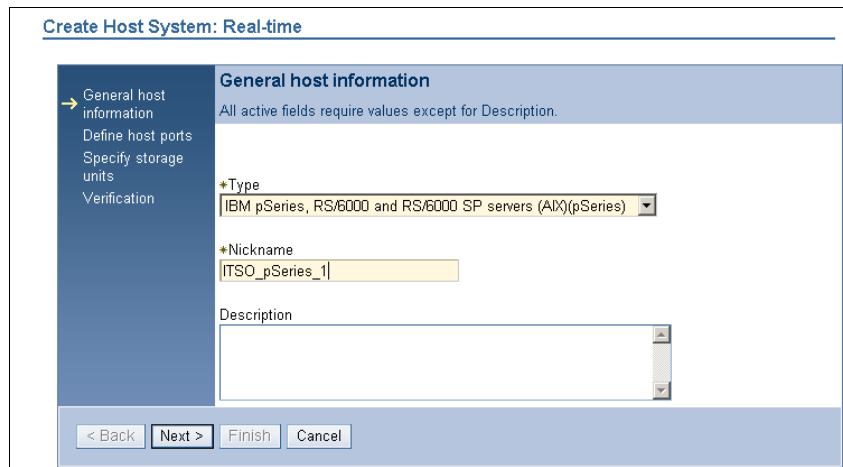 Create Host System: Real-time
General host
information
Define host ports
Specify storage
units
Verification
General host information
All active fields require values except for Description.
*Type
IBM pSeries, RS/6000 and RS/6000 SP servers (AIX)(pSeries)
*Nickname
ITSO_pSeries_1
Description
< Back
Next >
Finish
Cancel